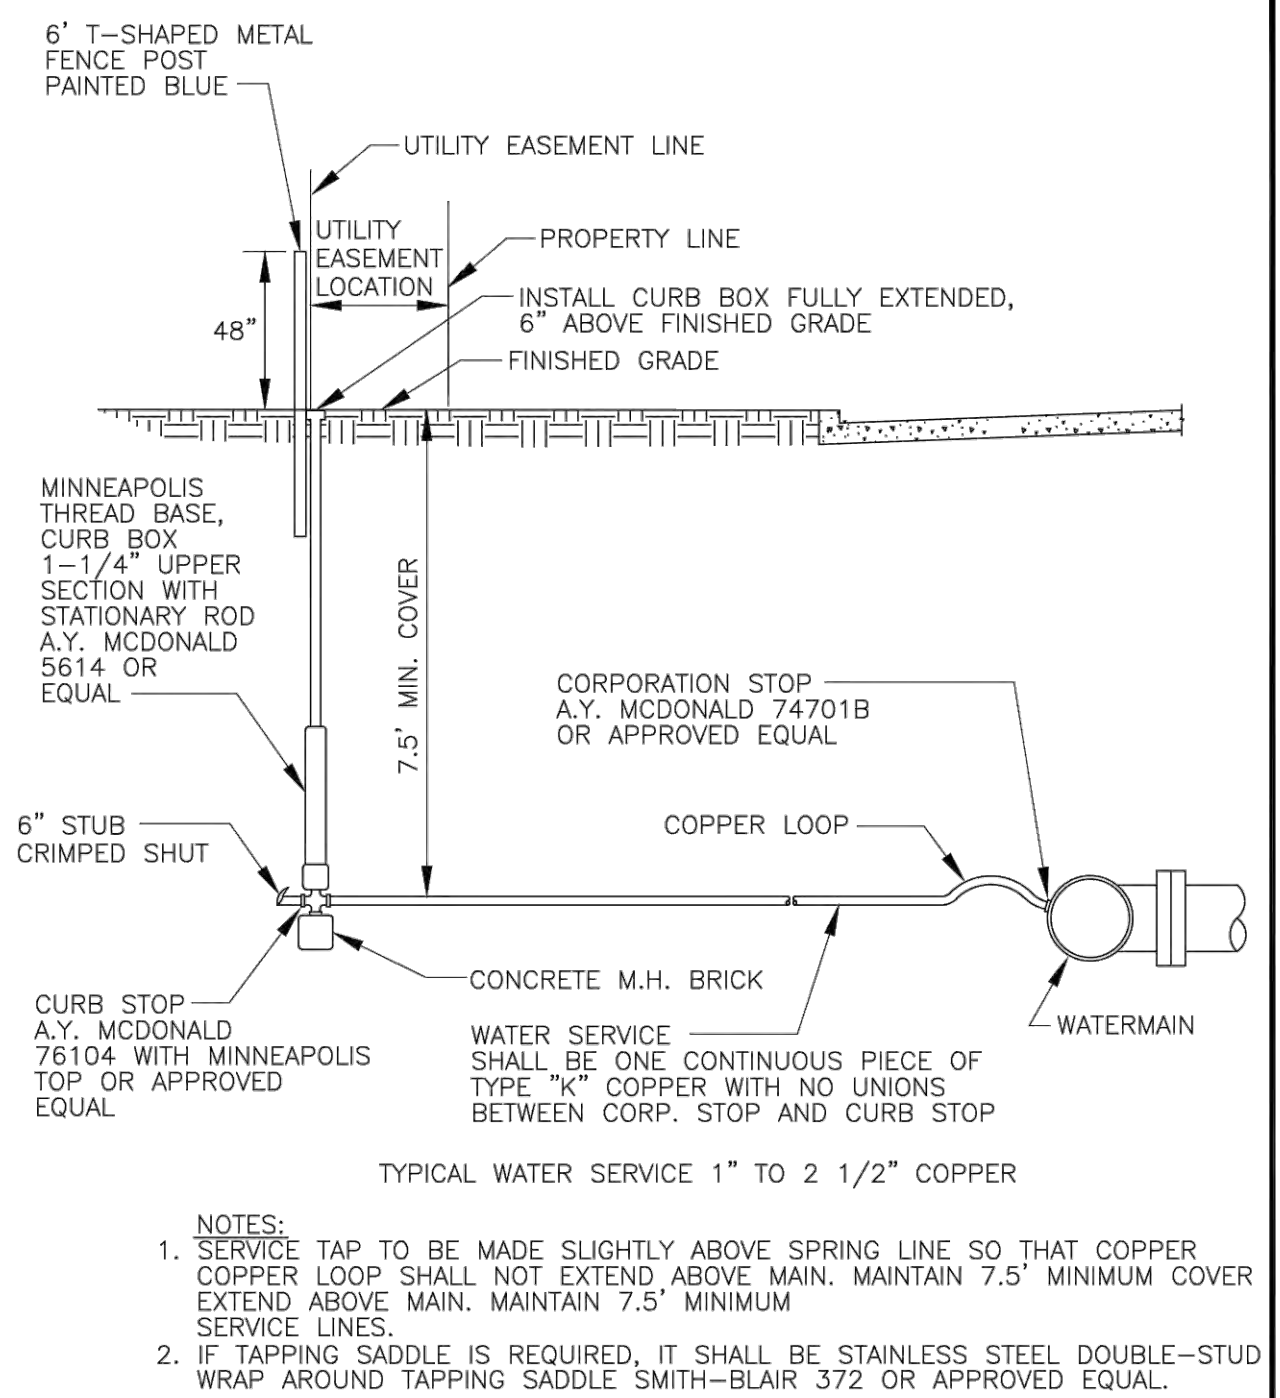 6' T-SHAPED METAL
FENCE POST
PAINTED BLUE
UTILITY EASEMENT LINE
UTILITY
EASEMENT
LOCATION
PROPERTY LINE
INSTALL CURB BOX FULLY EXTENDED,
6" ABOVE FINISHED GRADE
48"
FINISHED GRADE
MINNEAPOLIS
THREAD BASE,
CURB BOX
1-1/4" UPPER
SECTION WITH
STATIONARY ROD
A.Y. MCDONALD
5614 OR
EQUAL
7.5' MIN. COVER
CORPORATION STOP
A.Y. MCDONALD 74701B
OR APPROVED EQUAL
6" STUB
CRIMPED SHUT
COPPER LOOP
CONCRETE M.H. BRICK
CURB STOP
A.Y. MCDONALD
76104 WITH MINNEAPOLIS
TOP OR APPROVED
EQUAL
WATER SERVICE
SHALL BE ONE CONTINUOUS PIECE OF
TYPE "K" COPPER WITH NO UNIONS
BETWEEN CORP. STOP AND CURB STOP
WATERMAIN
TYPICAL WATER SERVICE 1" TO 2 1/2" COPPER
NOTES:
1. SERVICE TAP TO BE MADE SLIGHTLY ABOVE SPRING LINE SO THAT COPPER
COPPER LOOP SHALL NOT EXTEND ABOVE MAIN. MAINTAIN 7.5' MINIMUM COVER
EXTEND ABOVE MAIN. MAINTAIN 7.5' MINIMUM
SERVICE LINES.
2. IF TAPPING SADDLE IS REQUIRED, IT SHALL BE STAINLESS STEEL DOUBLE-STUD
WRAP AROUND TAPPING SADDLE SMITH-BLAIR 372 OR APPROVED EQUAL.